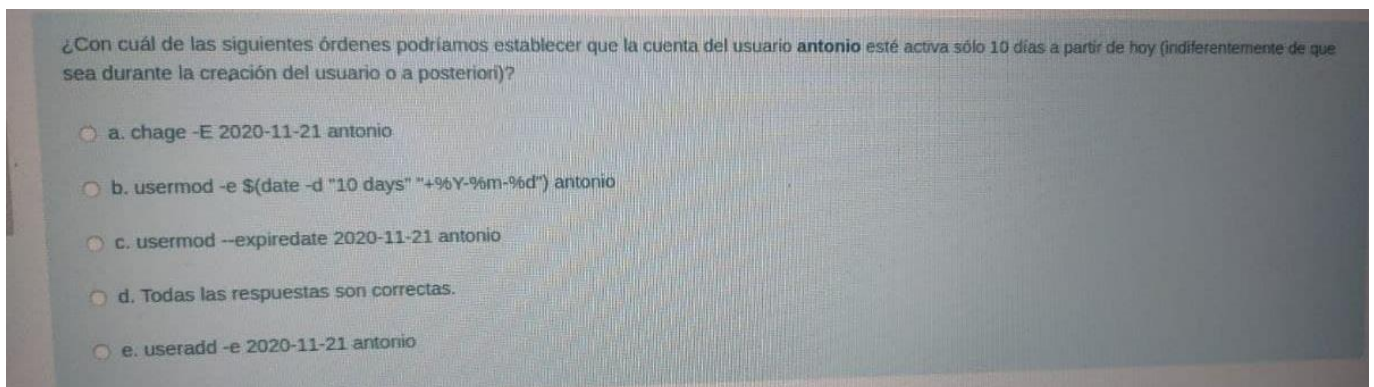 ¿Con cuál de las siguientes órdenes podríamos establecer que la cuenta del usuario antonio esté activa sólo 10 días a partir de hoy (indiferentemente de que
sea durante la creación del usuario o a posteriori)?
a. chage -E 2020-11-21 antonio
b. usermod -e $(date -d "10 days" "+%Y-%m-%d") antonio
c. usermod --expiredate 2020-11-21 antonio
d. Todas las respuestas son correctas.
e. useradd -e 2020-11-21 antonio